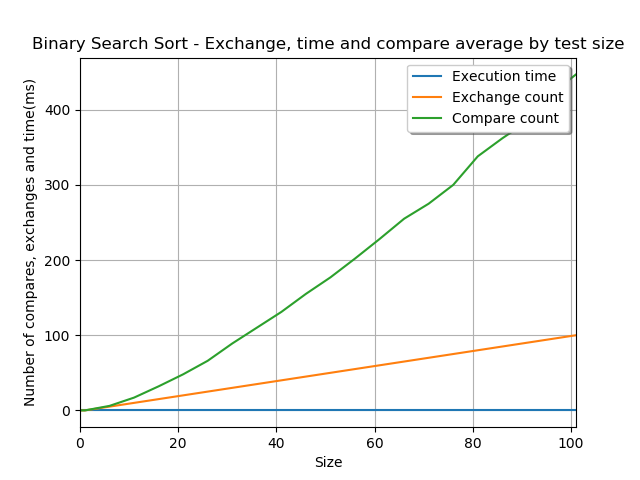 Binary Search Sort - Exchange, time and compare average by test size
Number of compares, exchanges and time(ms)
400
300
200
100
0
Execution time
Exchange count
Compare count
0 20 40 60 80 100
Size